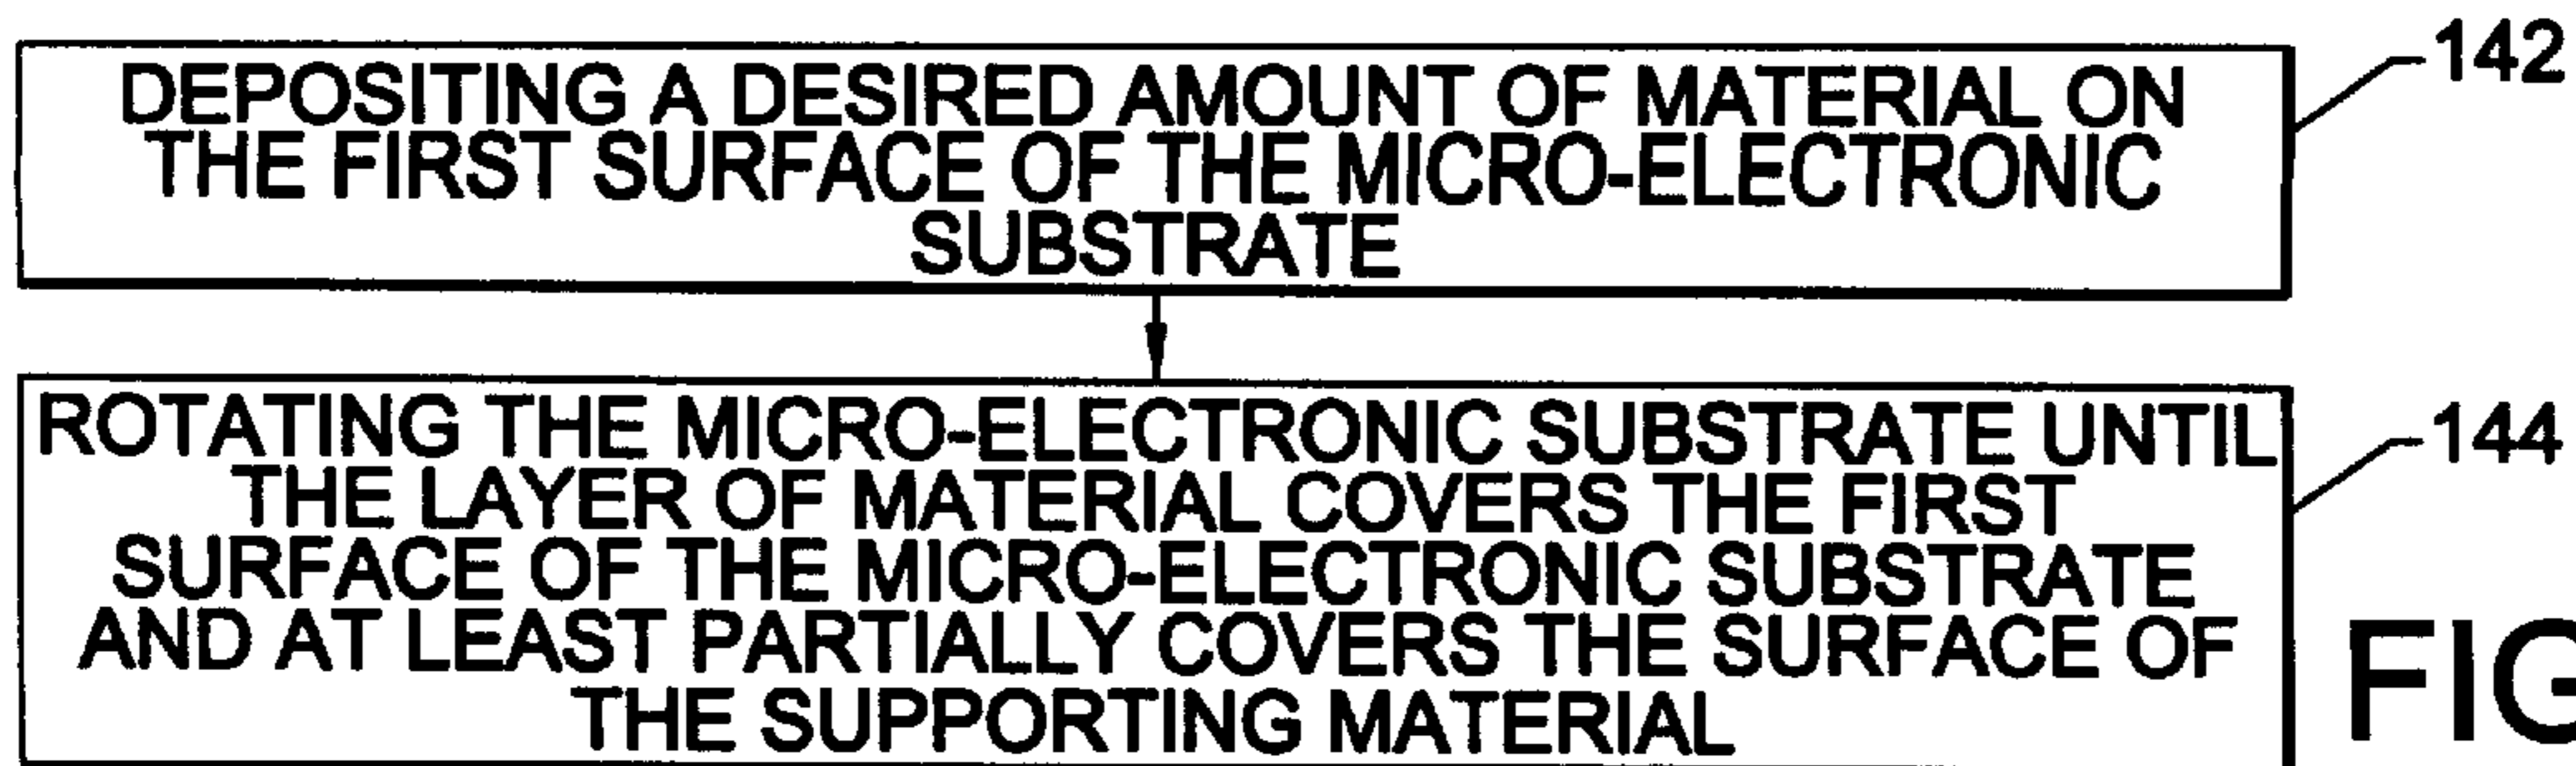 DEPOSITING A DESIRED AMOUNT OF MATERIAL ON
THE FIRST SURFACE OF THE MICRO-ELECTRONIC
SUBSTRATE
142
ROTATING THE MICRO-ELECTRONIC SUBSTRATE UNTIL
THE LAYER OF MATERIAL COVERS THE FIRST
SURFACE OF THE MICRO-ELECTRONIC SUBSTRATE
AND AT LEAST PARTIALLY COVERS THE SURFACE OF
THE SUPPORTING MATERIAL
144
FIG